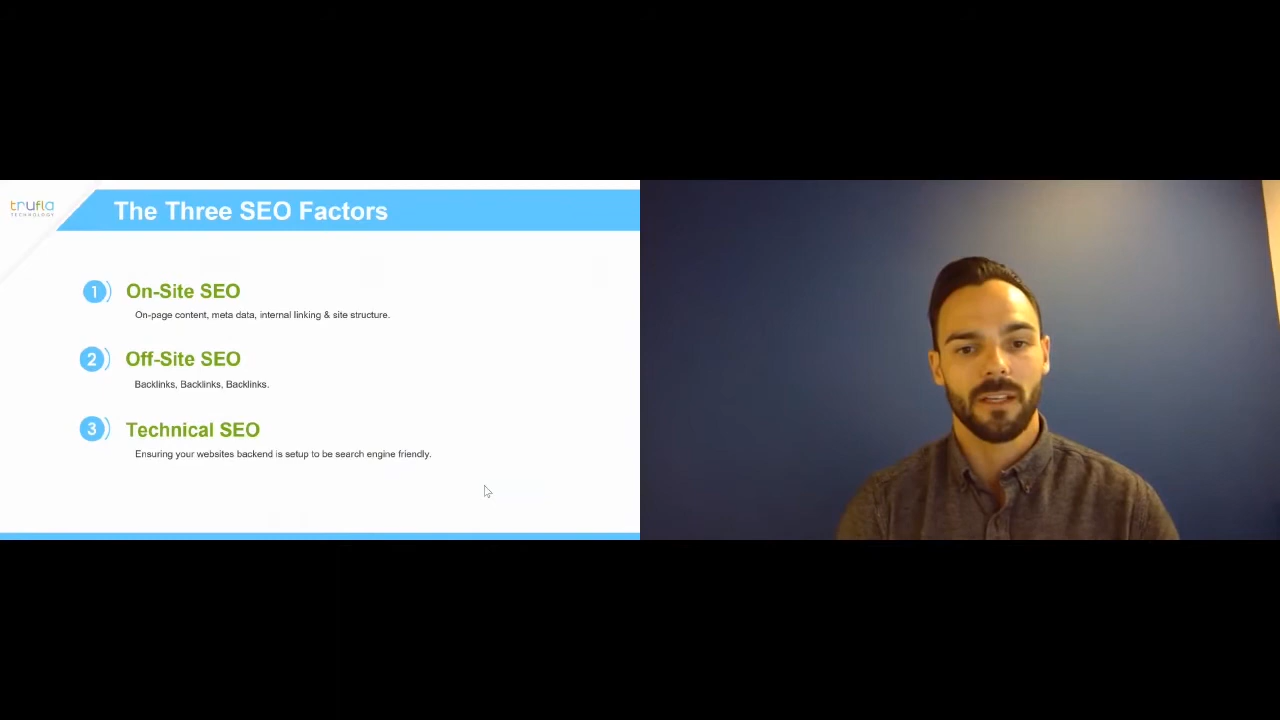 trufla
TECHNOLOGY
The Three SEO Factors
1
On-Site SEO
On-page content, meta data, internal linking & site structure.
2
Off-Site SEO
Backlinks, Backlinks, Backlinks.
3
Technical SEO
Ensuring your websites backend is setup to be search engine friendly.